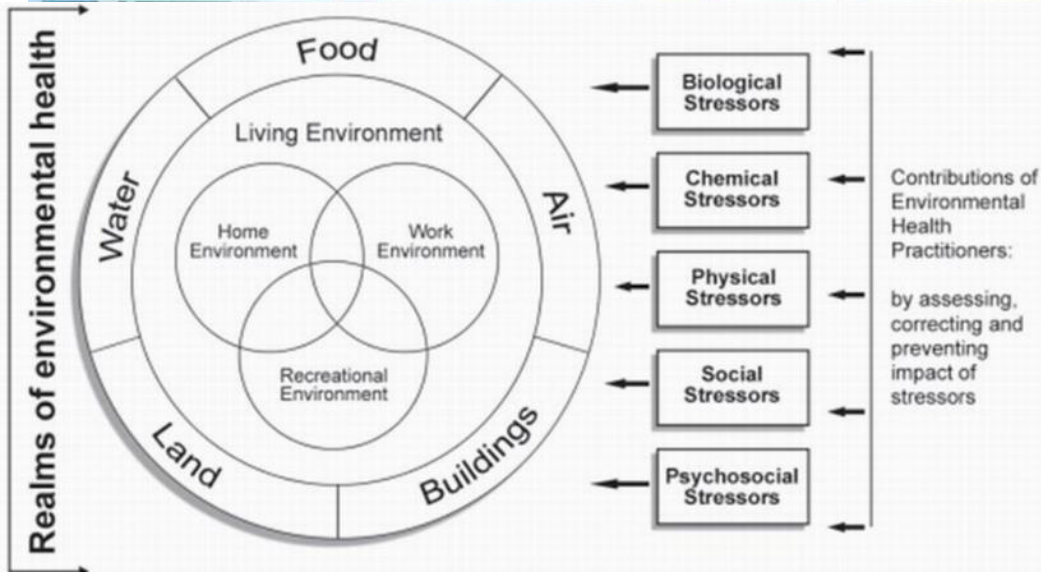 Realms of environmental health
Food
Water
Air
Land
Buildings
Living Environment
Home
Environment
Work
Environment
Recreational
Environment
Biological
Stressors
Chemical
Stressors
Physical
Stressors
Social
Stressors
Psychosocial
Stressors
Contributions of
Environmental
Health
Practitioners:
by assessing,
correcting and
preventing
impact of
stressors